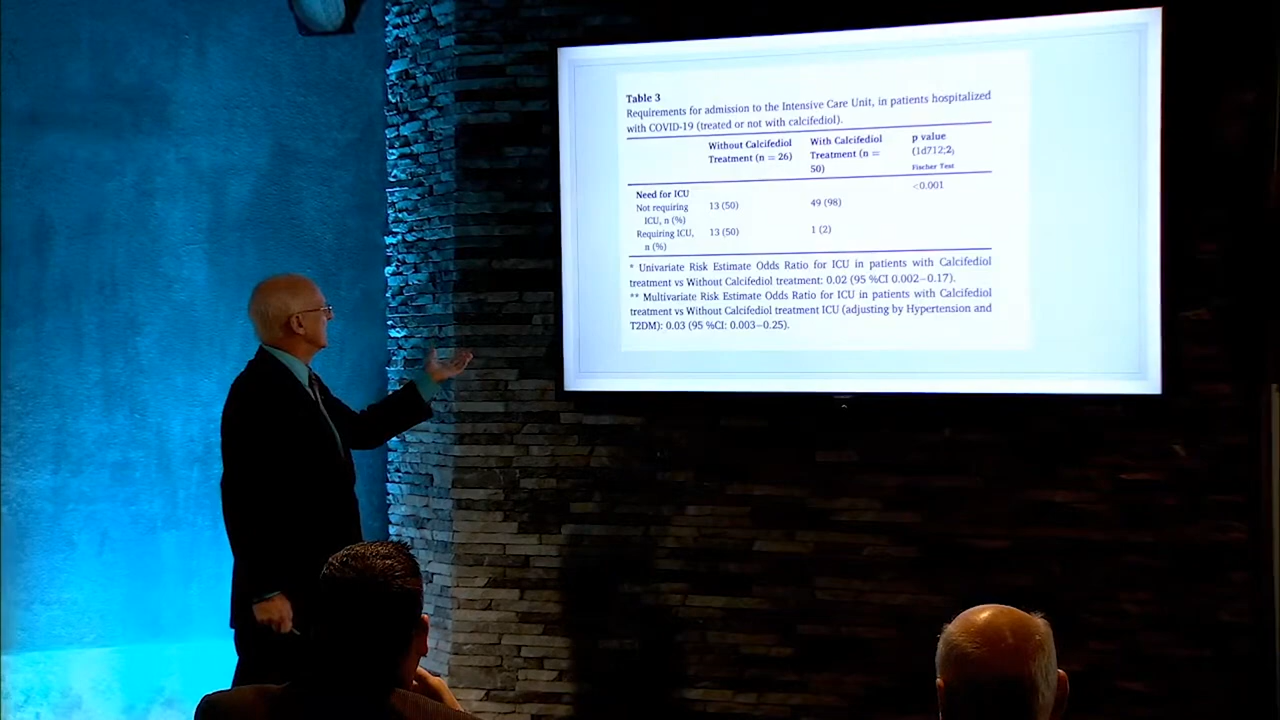 Table 3
Requirements for admission to the Intensive Care Unit, in patients hospitalized
with COVID-19 (treated or not with calcifediol).
Without Calcifediol
Treatment (n = 26)
With Calcifediol
Treatment (n =
50)
p value
(1d712;2)
Fischer Test
Need for ICU
<0.001
Not requiring
ICU, n (%)
13 (50)
49 (98)
Requiring ICU,
n (%)
13 (50)
1 (2)
* Univariate Risk Estimate Odds Ratio for ICU in patients with Calcifediol
treatment vs Without Calcifediol treatment: 0.02 (95 %CI 0.002–0.17).
** Multivariate Risk Estimate Odds Ratio for ICU in patients with Calcifediol
treatment vs Without Calcifediol treatment ICU (adjusting by Hypertension and
T2DM): 0.03 (95 %CI: 0.003–0.25).